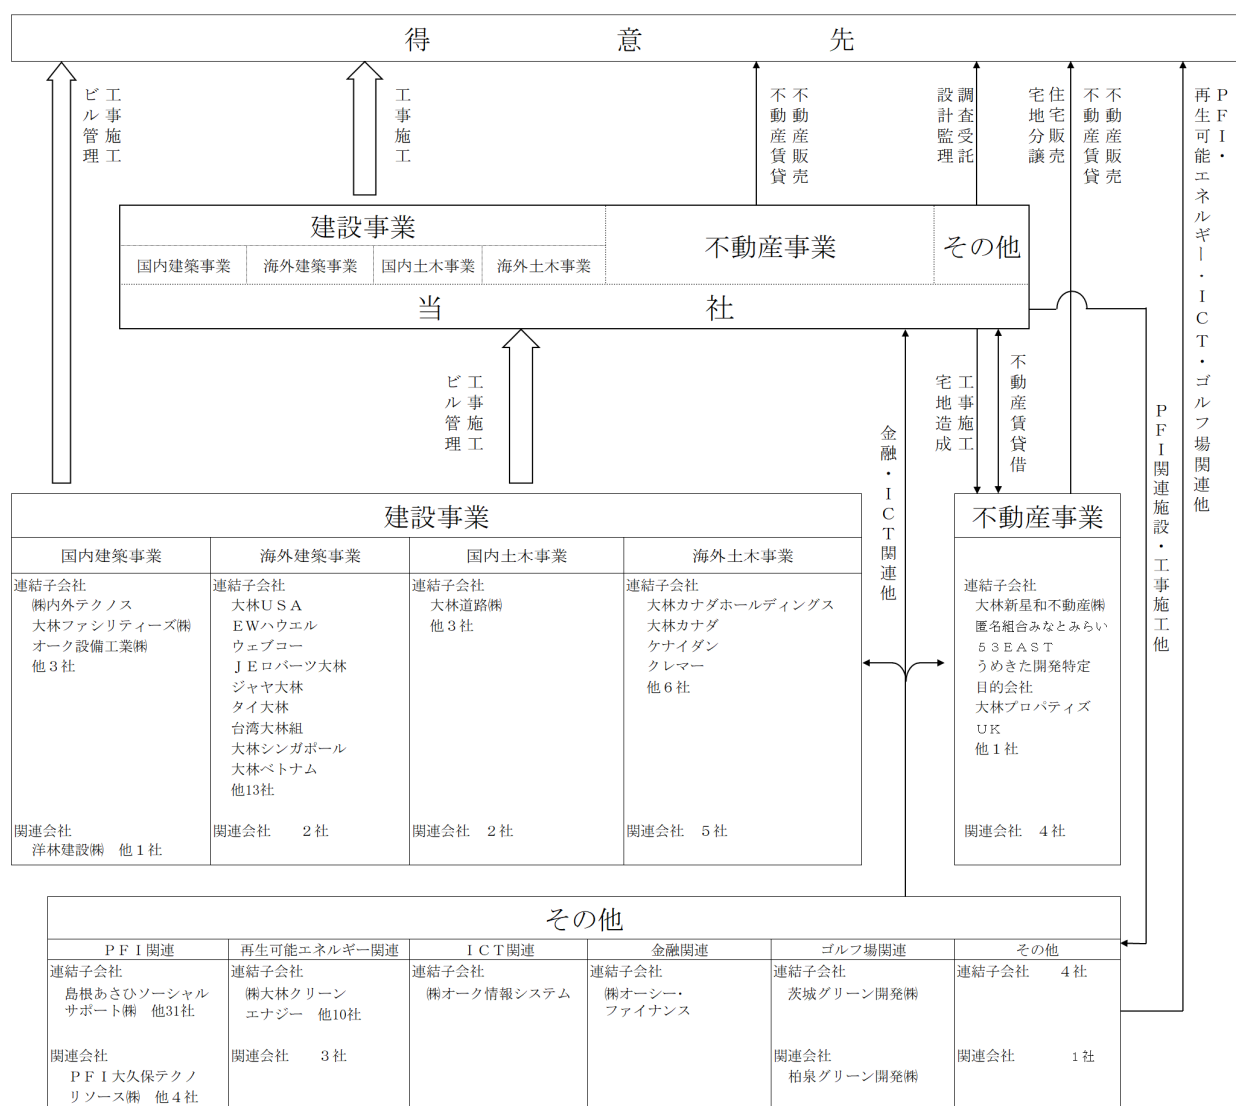 得意先
工事施工
ビル管理
工事施工
不動産販売
不動産賃貸
調査受託
設計監理
住宅販売
宅地分譲
不動産販売
不動産賃貸
ＰＦＩ・
再生可能エネルギー・ＩＣＴ・ゴルフ場関連他
建設事業
不動産事業
その他
国内建築事業
海外建築事業
国内土木事業
海外土木事業
当社
工事施工
ビル管理
金融・ＩＣＴ関連他
工事施工
宅地造成
不動産賃貸借
ＰＦＩ関連施設・工事施工他
建設事業
国内建築事業
海外建築事業
国内土木事業
海外土木事業
連結子会社
㈱内外テクノス
大林ファシリティーズ㈱
オーク設備工業㈱
他３社
関連会社
洋林建設㈱　他１社
連結子会社
大林ＵＳＡ
ＥＷハウエル
ウェブコー
ＪＥロバーツ大林
ジャヤ大林
タイ大林
台湾大林組
大林シンガポール
大林ベトナム
他13社
関連会社　２社
連結子会社
大林道路㈱
他３社
関連会社　２社
連結子会社
大林カナダホールディングス
大林カナダ
ケナイダン
クレマー
他６社
関連会社　５社
不動産事業
連結子会社
大林新星和不動産㈱
匿名組合みなとみらい
５３ＥＡＳＴ
うめきた開発特定
目的会社
大林プロパティズ
ＵＫ
他１社
関連会社　４社
その他
ＰＦＩ関連
再生可能エネルギー関連
ＩＣＴ関連
金融関連
ゴルフ場関連
その他
連結子会社
島根あさひソーシャル
サポート㈱　他31社
関連会社
ＰＦＩ大久保テクノ
リソース㈱　他４社
連結子会社
㈱大林クリーン
エナジー　他10社
関連会社　３社
連結子会社
㈱オーク情報システム
連結子会社
㈱オーシー・
ファイナンス
連結子会社
茨城グリーン開発㈱
関連会社
柏泉グリーン開発㈱
連結子会社　４社
関連会社　１社